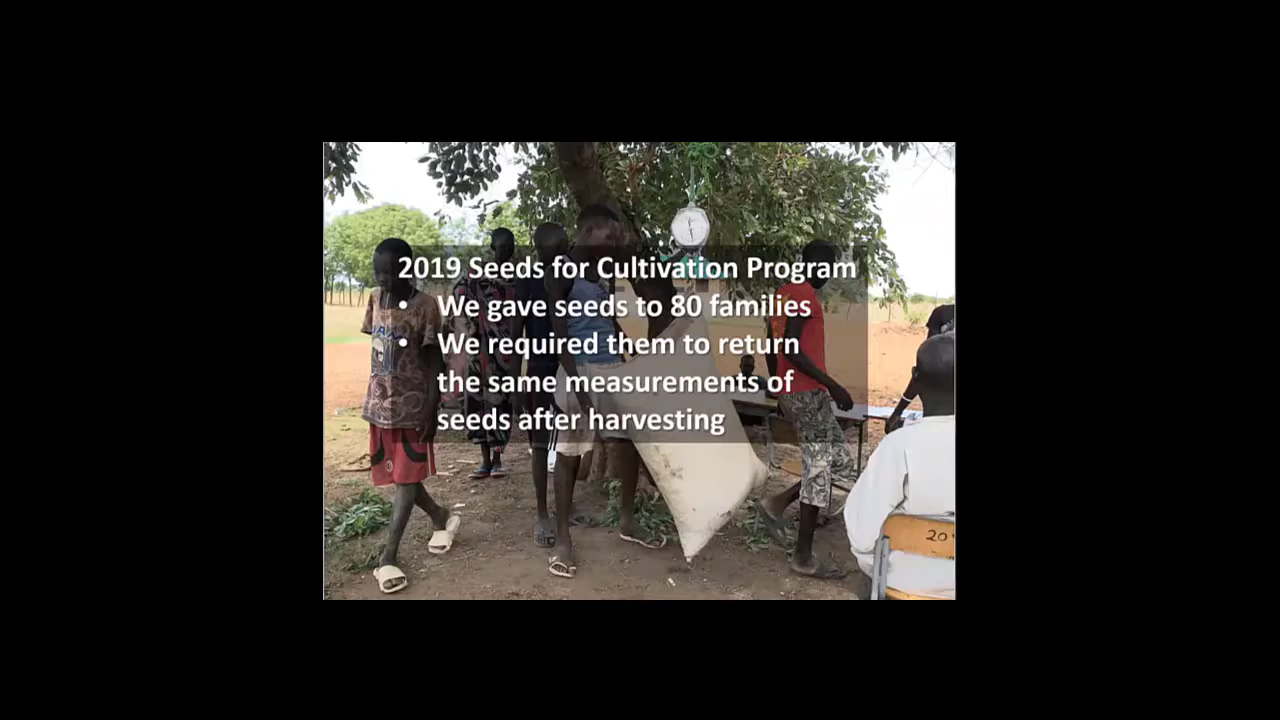 2019 Seeds for Cultivation Program
• We gave seeds to 80 families
• We required them to return
the same measurements of
seeds after harvesting